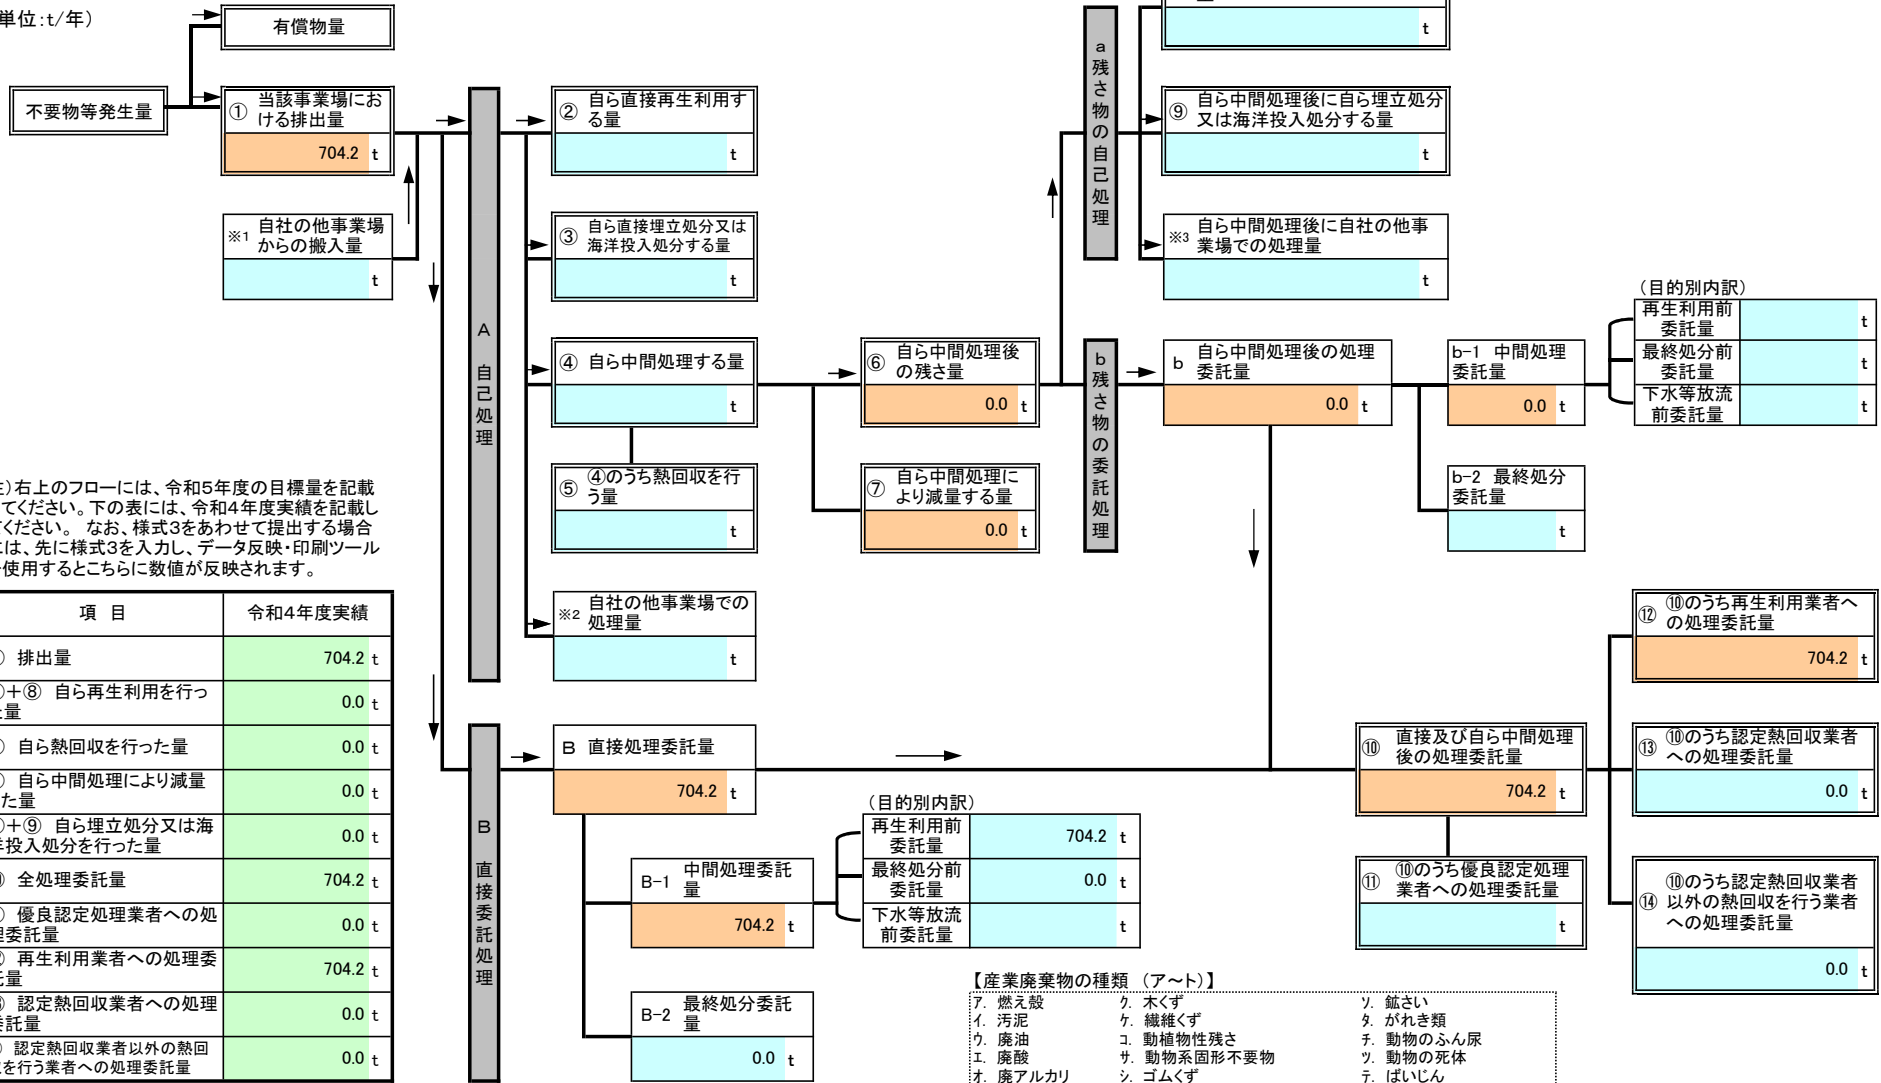 単位:t/年)
有償物量
不要物等発生量
① 当該事業場にお
ける排出量
704.2 t
※1 自社の他事業場
からの搬入量
t
A 自己処理
② 自ら直接再生利用す
る量
t
③ 自ら直接埋立処分又は
海洋投入処分する量
t
④ 自ら中間処理する量
t
⑤ ④のうち熱回収を行
う量
t
※2 自社の他事業場での
処理量
t
⑥ 自ら中間処理後
の残さ量
0.0 t
⑦ 自ら中間処理に
より減量する量
0.0 t
a 残さ物の自己処理
t
⑨ 自ら中間処理後に自ら埋立処分
又は海洋投入処分する量
t
※3 自ら中間処理後に自社の他事
業場での処理量
t
b 残さ物の委託処理
b 自ら中間処理後の処理
委託量
0.0 t
b-1 中間処理
委託量
0.0 t
b-2 最終処分
委託量
t
(目的別内訳)
再生利用前
委託量
t
最終処分前
委託量
t
下水等放流
前委託量
t
)右上のフローには、令和5年度の目標量を記載
てください。下の表には、令和4年度実績を記載し
ください。 なお、様式3をあわせて提出する場合
は、先に様式3を入力し、データ反映・印刷ツール
使用するとこちらに数値が反映されます。
項 目 令和4年度実績
排出量 704.2 t
+⑧ 自ら再生利用を行っ
量 0.0 t
自ら熱回収を行った量 0.0 t
自ら中間処理により減量
た量 0.0 t
+⑨ 自ら埋立処分又は海
投入処分を行った量 0.0 t
全処理委託量 704.2 t
優良認定処理業者への処
委託量 0.0 t
再生利用業者への処理委
量 704.2 t
認定熱回収業者への処理
託量 0.0 t
認定熱回収業者以外の熱回
を行う業者への処理委託量 0.0 t
B 直接委託処理
B 直接処理委託量
704.2 t
B-1 中間処理委託
量
704.2 t
B-2 最終処分委託
量
0.0 t
(目的別内訳)
再生利用前
委託量
704.2 t
最終処分前
委託量
0.0 t
下水等放流
前委託量
t
⑩ 直接及び自ら中間処理
後の処理委託量
704.2 t
⑪ ⑩のうち優良認定処理
業者への処理委託量
t
⑫ ⑩のうち再生利用業者へ
の処理委託量
704.2 t
⑬ ⑩のうち認定熱回収業者
への処理委託量
0.0 t
⑭ ⑩のうち認定熱回収業者
以外の熱回収を行う業者
への処理委託量
0.0 t
【産業廃棄物の種類 (ア~ト)】
ア. 燃え殻 ク. 木くず ソ. 鉱さい
イ. 汚泥 ケ. 繊維くず タ. がれき類
ウ. 廃油 コ. 動植物性残さ チ. 動物のふん尿
エ. 廃酸 サ. 動物系固形不要物 ツ. 動物の死体
オ. 廃アルカリ シ. ゴムくず テ. ばいじん